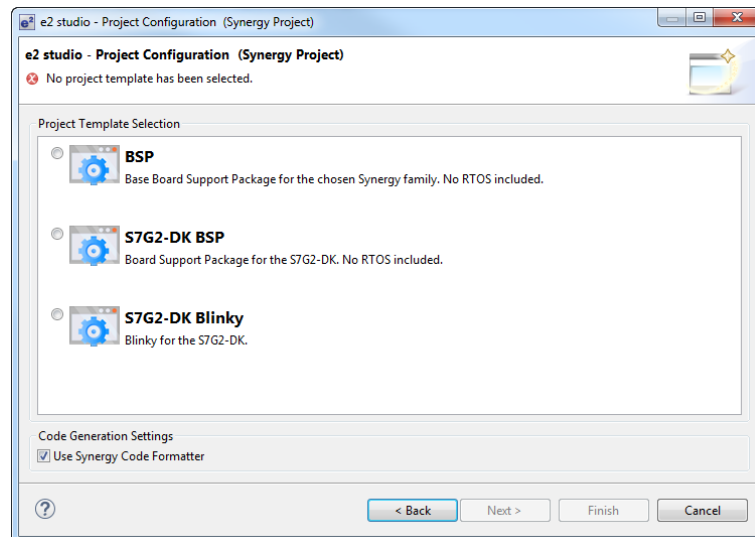 e² e2 studio - Project Configuration (Synergy Project)
e2 studio - Project Configuration (Synergy Project)
No project template has been selected.
Project Template Selection
BSP
Base Board Support Package for the chosen Synergy family. No RTOS included.
S7G2-DK BSP
Board Support Package for the S7G2-DK. No RTOS included.
S7G2-DK Blinky
Blinky for the S7G2-DK.
Code Generation Settings
Use Synergy Code Formatter
? < Back Next > Finish Cancel